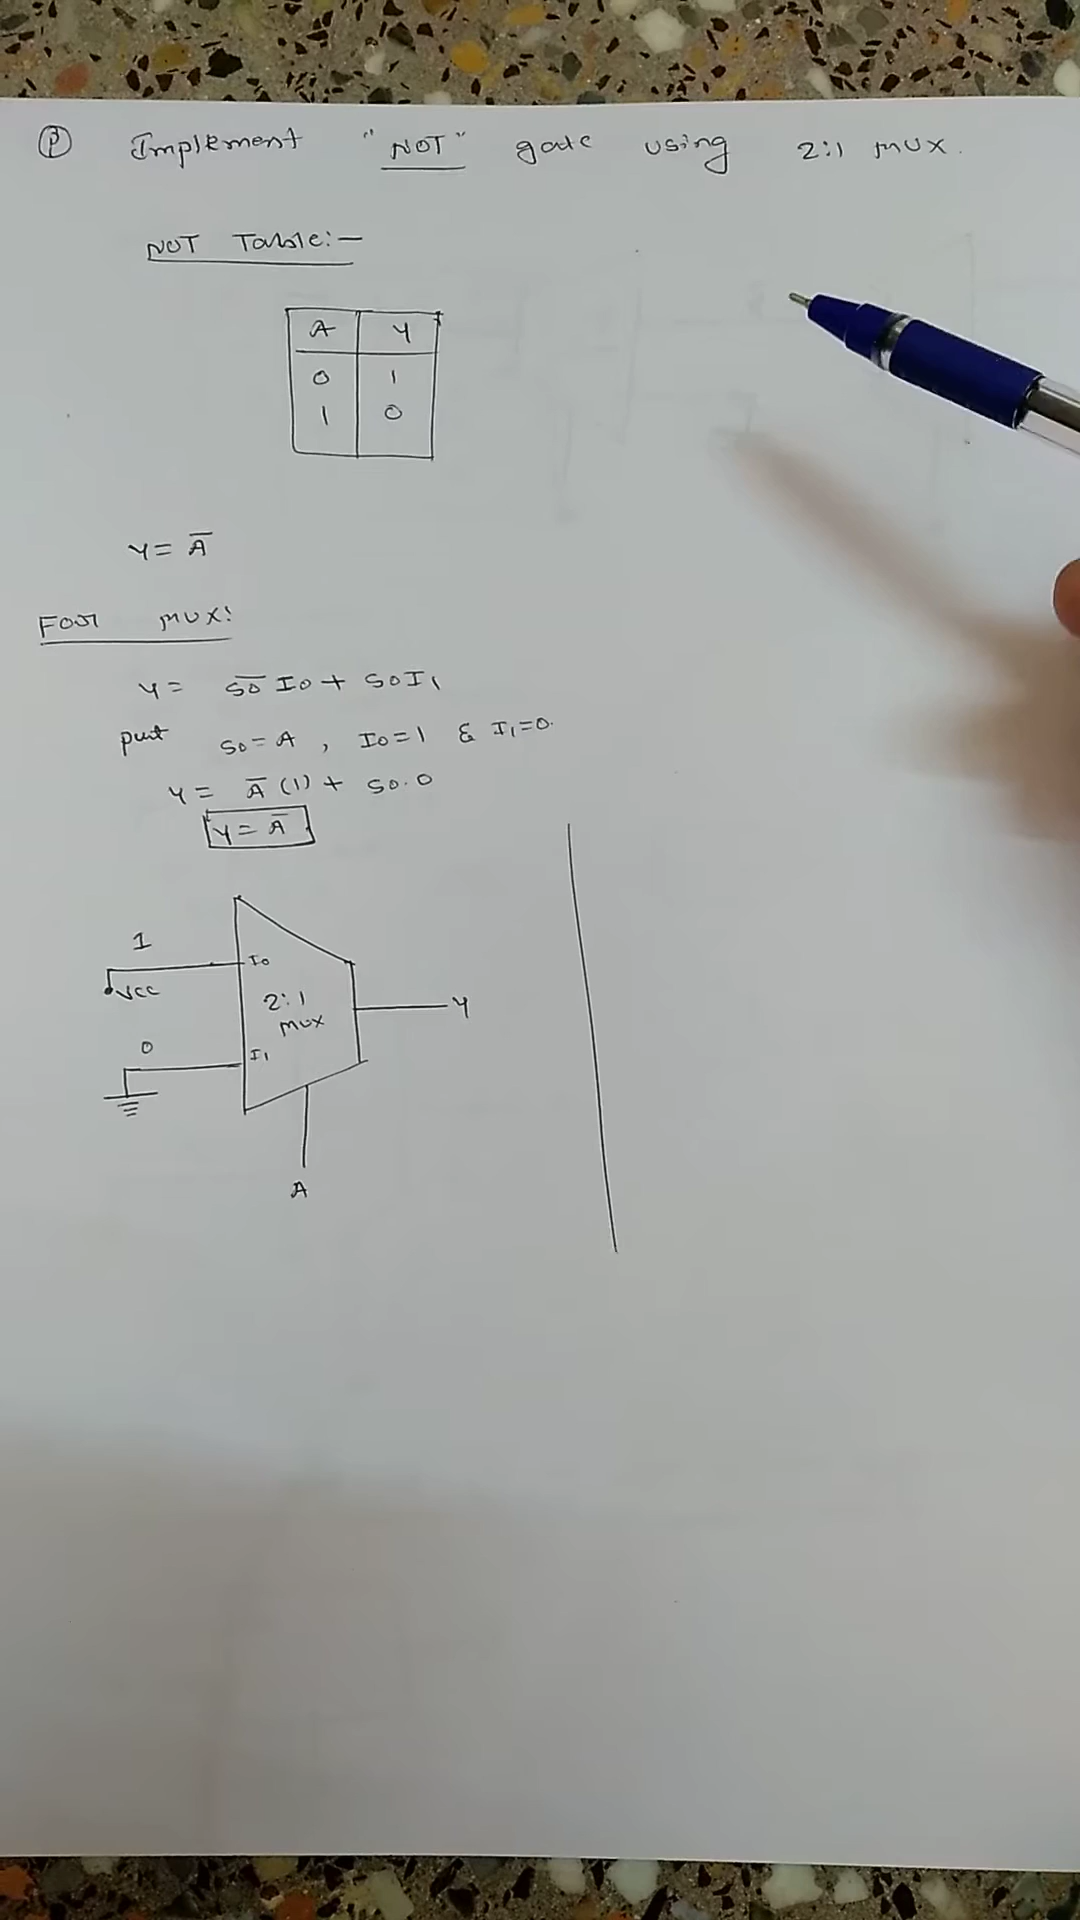 P Implement "NOT" gate using 2:1 MUX.
NOT Table:-
A Y
0 1
1 0
Y = A̅
For MUX:
Y = S̅0̅ I0 + S0 I1
put S0 = A , I0 = 1 & I1 = 0.
Y = A̅ (1) + S0.0
Y = A̅
1
I0
VCC
2:1
MUX
Y
0
I1
A